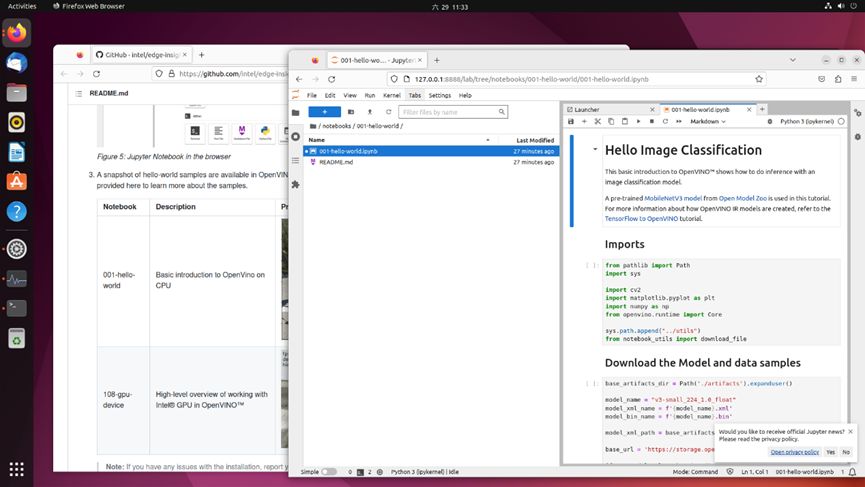 Activities
Firefox Web Browser
六 29 11:33
GitHub - intel/edge-insig
https://github.com/intel/edge-ins
README.md
Figure 5: Jupyter Notebook in the browser
3. A snapshot of hello-world samples are available in OpenVIN
provided here to learn more about the samples.
Notebook
Description
001-hello-
world
Basic introduction to OpenVino on
CPU
108-gpu-
device
High-level overview of working with
Intel® GPU in OpenVINO™
Note: If you have any issues with the installation, report y
001-hello-wo... - Jupyter
127.0.0.1:8888/lab/tree/notebooks/001-hello-world/001-hello-world.ipynb
File Edit View Run Kernel Tabs Settings Help
Filter files by name
/ notebooks / 001-hello-world /
Name
Last Modified
001-hello-world.ipynb
27 minutes ago
README.md
27 minutes ago
Simple
0
2
Python 3 (ipykernel) | Idle
Launcher
001-hello-world.ipynb
Markdown
Python 3 (ipykernel)
Hello Image Classification
This basic introduction to OpenVINO™ shows how to do inference with an
image classification model.
A pre-trained MobileNetV3 model from Open Model Zoo is used in this tutorial.
For more information about how OpenVINO IR models are created, refer to the
TensorFlow to OpenVINO tutorial.
Imports
[ ]:
from pathlib import Path
import sys
import cv2
import matplotlib.pyplot as plt
import numpy as np
from openvino.runtime import Core
sys.path.append("../utils")
from notebook_utils import download_file
Download the Model and data samples
[ ]:
base_artifacts_dir = Path('./artifacts').expanduser()
model_name = "v3-small_224_1.0_float"
model_xml_name = f'{model_name}.xml'
model_bin_name = f'{model_name}.bin'
model_xml_path = base_artifacts
base_url = 'https://storage.open
Would you like to receive official Jupyter news?
Please read the privacy policy.
Open privacy policy
Yes
No
Mode: Command
Ln 1, Col 1
001-hello-world.ipynb
1